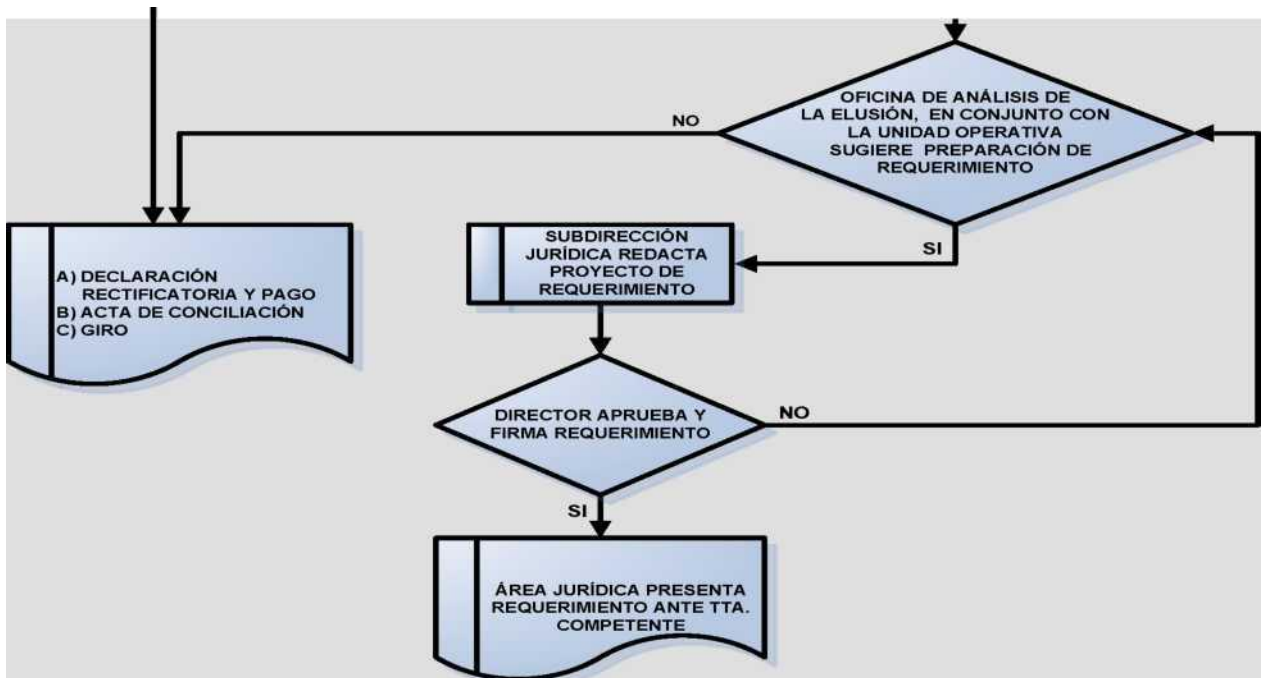 OFICINA DE ANÁLISIS DE
LA ELUSIÓN, EN CONJUNTO CON
LA UNIDAD OPERATIVA
SUGIERE PREPARACIÓN DE
REQUERIMIENTO
NO
SI
SUBDIRECCIÓN
JURÍDICA REDACTA
PROYECTO DE
REQUERIMIENTO
A) DECLARACIÓN
RECTIFICATORIA Y PAGO
B) ACTA DE CONCILIACIÓN
C) GIRO
DIRECTOR APRUEBA Y
FIRMA REQUERIMIENTO
NO
SI
ÁREA JURÍDICA PRESENTA
REQUERIMIENTO ANTE TTA.
COMPETENTE